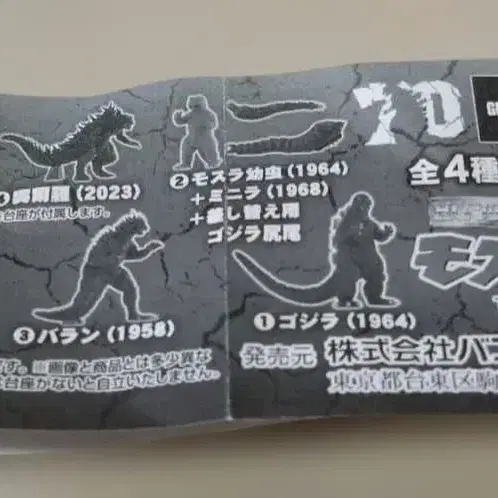 呉爾羅(2023)
台座が付属します。
②モスラ幼虫(1964)
+ミニラ(1968)
+差し替え用
ゴジラ尻尾
70
全4種
③バラン(1958)
①ゴジラ(1964)
モス
す。※画像と商品とは多少異な
台座がないと自立いたしません。
発売元 株式会社バ
東京都台東区駒